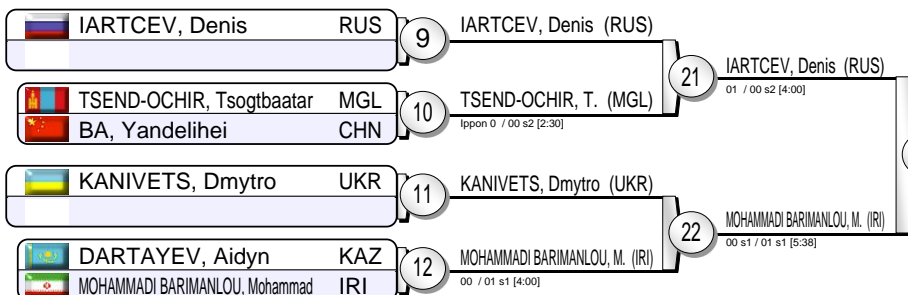 IARTCEV, Denis RUS
9
IARTCEV, Denis (RUS)
21
IARTCEV, Denis (RUS)
01 / 00 s2 [4:00]
TSEND-OCHIR, Tsogtbaatar MGL
BA, Yandelihei CHN
10
TSEND-OCHIR, T. (MGL)
Ippon 0 / 00 s2 [2:30]
KANIVETS, Dmytro UKR
11
KANIVETS, Dmytro (UKR)
22
MOHAMMADI BARIMANLOU, M. (IRI)
00 s1 / 01 s1 [5:38]
DARTAYEV, Aidyn KAZ
MOHAMMADI BARIMANLOU, Mohammad IRI
12
MOHAMMADI BARIMANLOU, M. (IRI)
00 / 01 s1 [4:00]